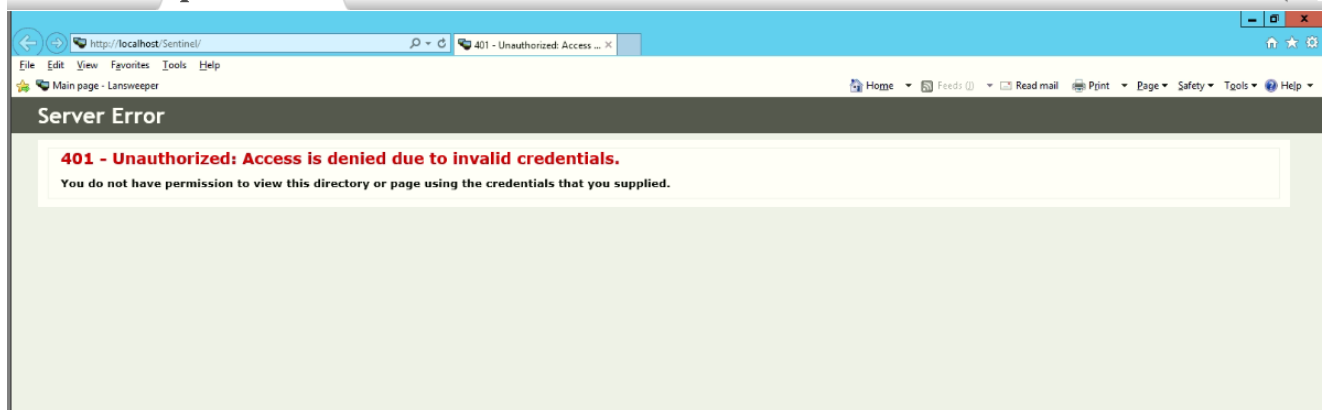 http://localhost/Sentinel/
401 - Unauthorized: Access ...
File Edit View Favorites Tools Help
Main page - Lansweeper
Home Feeds (J) Read mail Print Page Safety Tools Help
Server Error
401 - Unauthorized: Access is denied due to invalid credentials.
You do not have permission to view this directory or page using the credentials that you supplied.